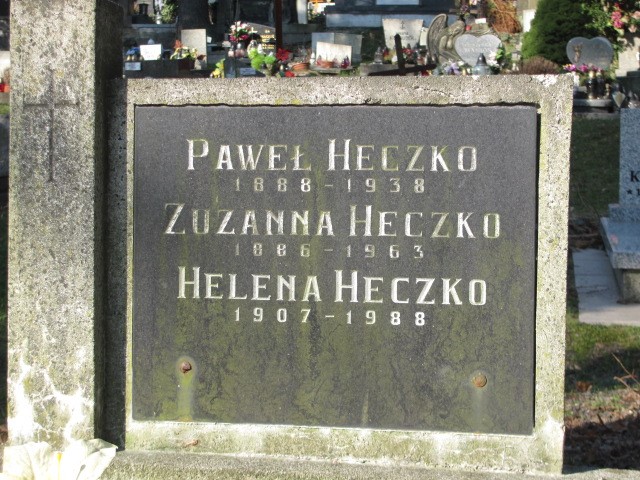 PAWEŁ HECZKO
1888-1938
ZUZANNA HECZKO
1886-1963
HELENA HECZKO
1907-1988